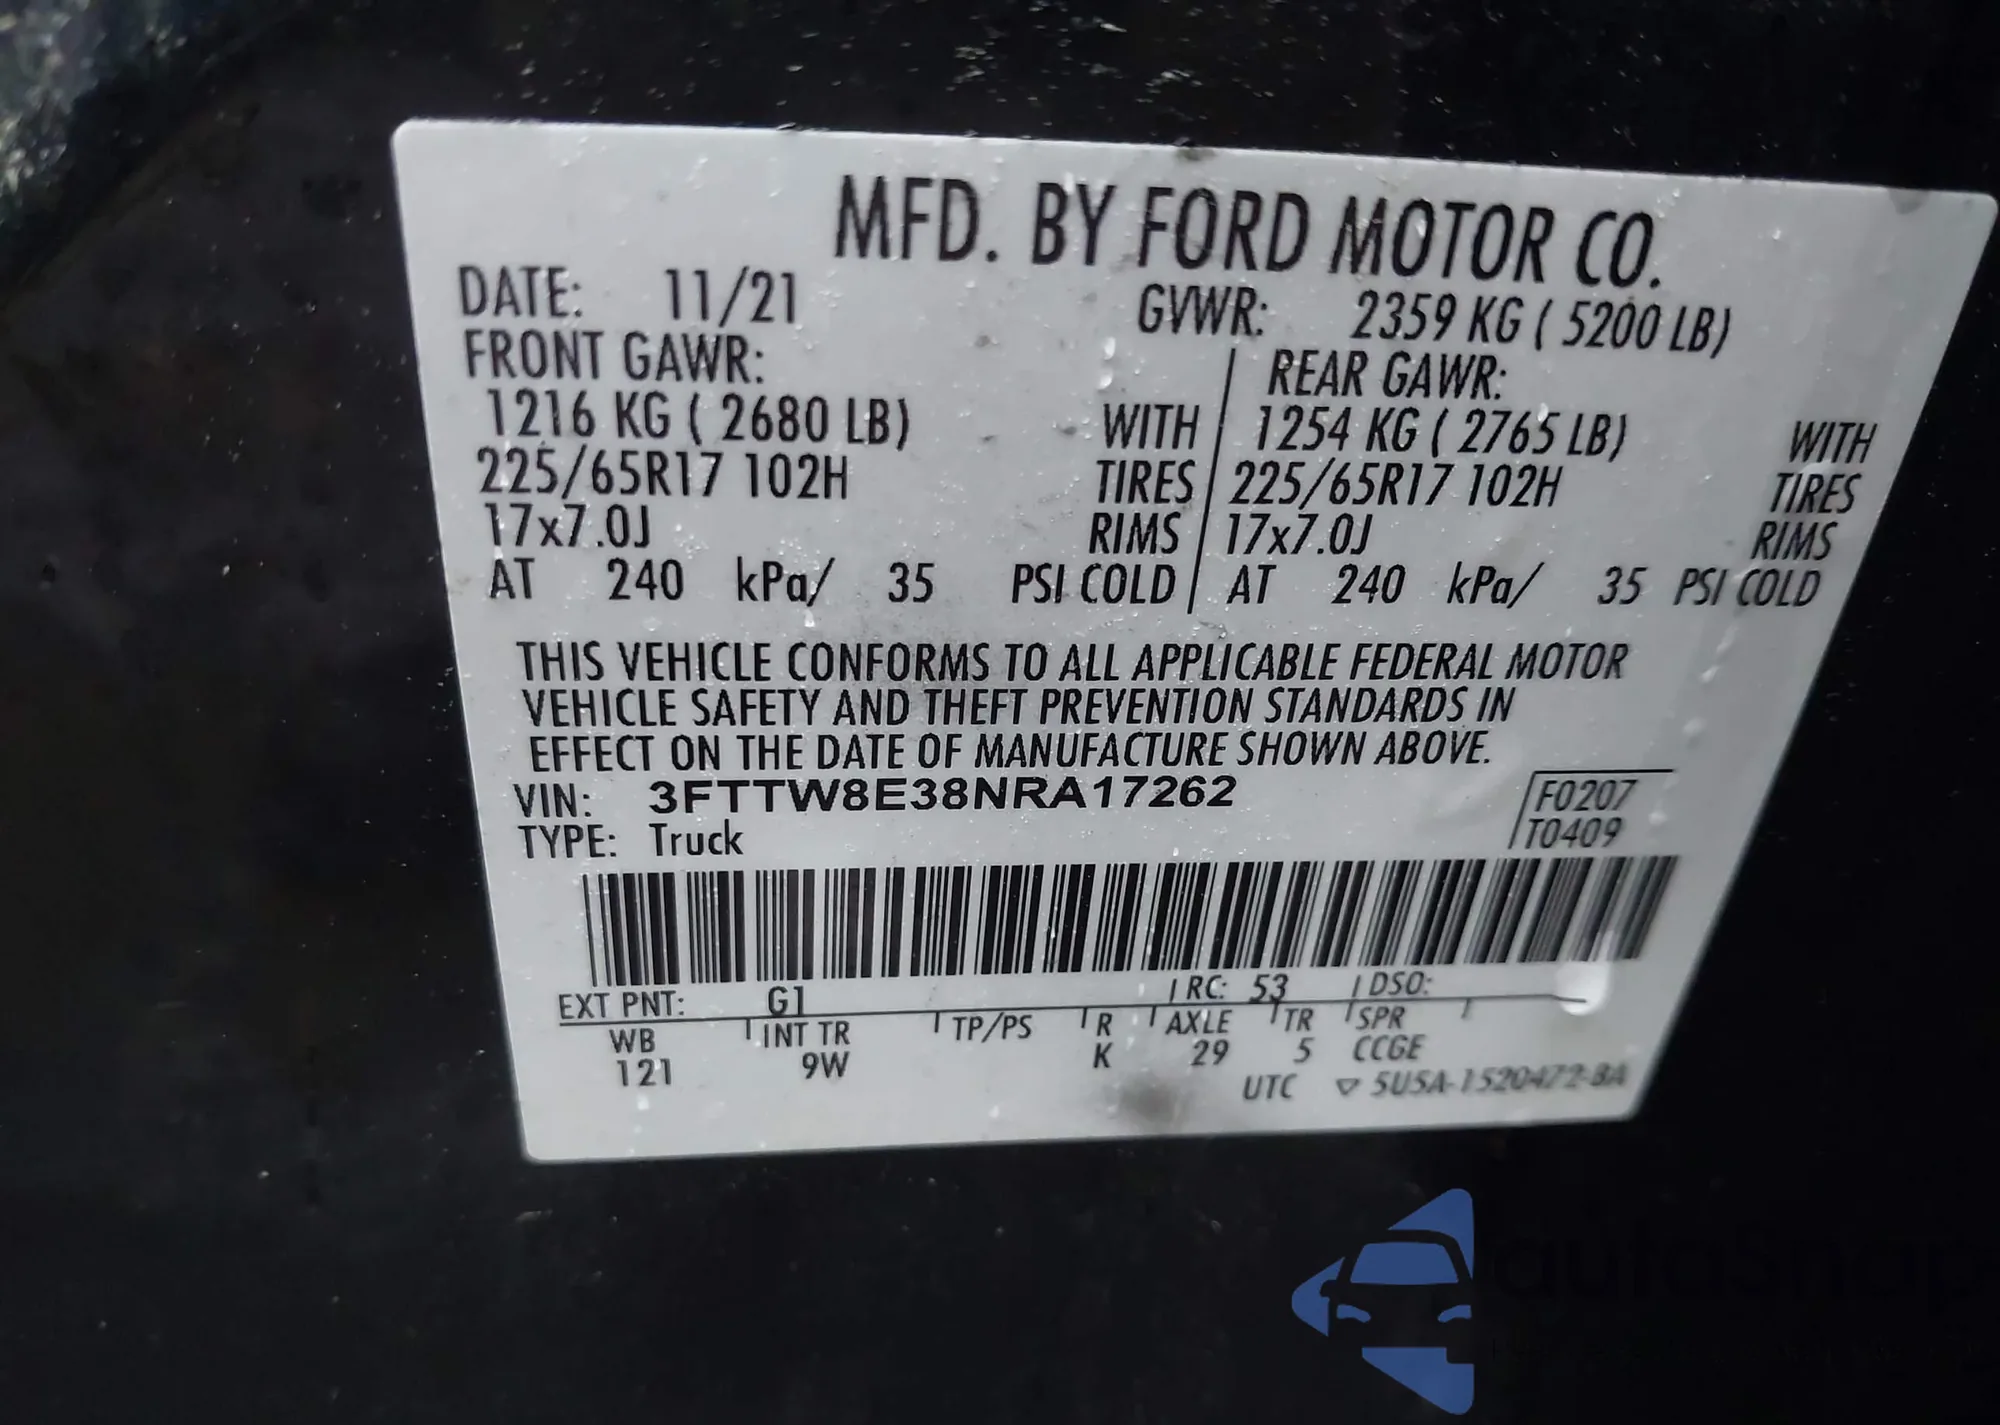 MFD. BY FORD MOTOR CO.
DATE: 11/21 GVWR: 2359 KG ( 5200 LB)
FRONT GAWR: REAR GAWR:
1216 KG ( 2680 LB) WITH 1254 KG ( 2765 LB) WITH
225/65R17 102H TIRES 225/65R17 102H TIRES
17x7.0J RIMS 17x7.0J RIMS
AT 240 kPa/ 35 PSI COLD AT 240 kPa/ 35 PSI COLD
THIS VEHICLE CONFORMS TO ALL APPLICABLE FEDERAL MOTOR
VEHICLE SAFETY AND THEFT PREVENTION STANDARDS IN
EFFECT ON THE DATE OF MANUFACTURE SHOWN ABOVE.
VIN: 3FTTW8E38NRA17262 F0207
TYPE: Truck T0409
EXT PNT: G1 RC: 53 DSO:
WB INT TR TP/PS R AXLE TR SPR
121 9W K 29 5 CCGE
UTC ▽ 5U5A-1520472-BA